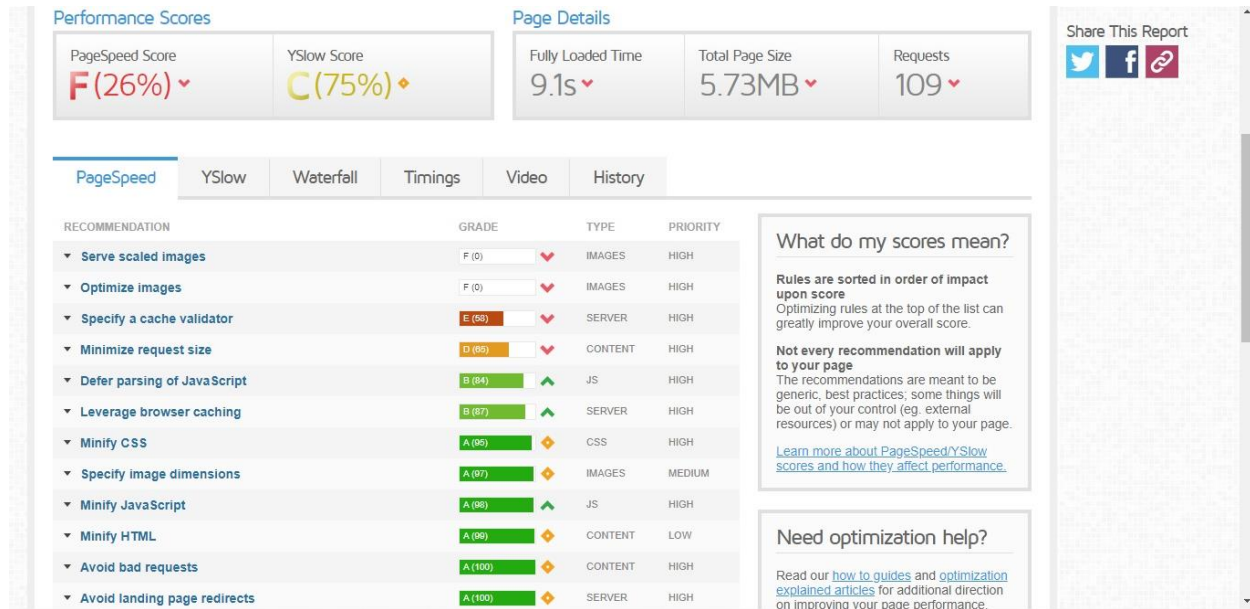 Performance Scores
Page Details
PageSpeed Score
YSlow Score
Fully Loaded Time
Total Page Size
Requests
F(26%)
C(75%)
9.1s
5.73MB
109
Share This Report
PageSpeed YSlow Waterfall Timings Video History
RECOMMENDATION GRADE TYPE PRIORITY
Serve scaled images F (0) IMAGES HIGH
Optimize images F (0) IMAGES HIGH
Specify a cache validator E (58) SERVER HIGH
Minimize request size D (65) CONTENT HIGH
Defer parsing of JavaScript B (84) JS HIGH
Leverage browser caching B (87) SERVER HIGH
Minify CSS A (95) CSS HIGH
Specify image dimensions A (97) IMAGES MEDIUM
Minify JavaScript A (98) JS HIGH
Minify HTML A (99) CONTENT LOW
Avoid bad requests A (100) CONTENT HIGH
Avoid landing page redirects A (100) SERVER HIGH
What do my scores mean?
Rules are sorted in order of impact
upon score
Optimizing rules at the top of the list can
greatly improve your overall score.
Not every recommendation will apply
to your page
The recommendations are meant to be
generic, best practices; some things will
be out of your control (eg. external
resources) or may not apply to your page.
Learn more about PageSpeed/YSlow
scores and how they affect performance.
Need optimization help?
Read our how to guides and optimization
explained articles for additional direction
on improving your page performance.